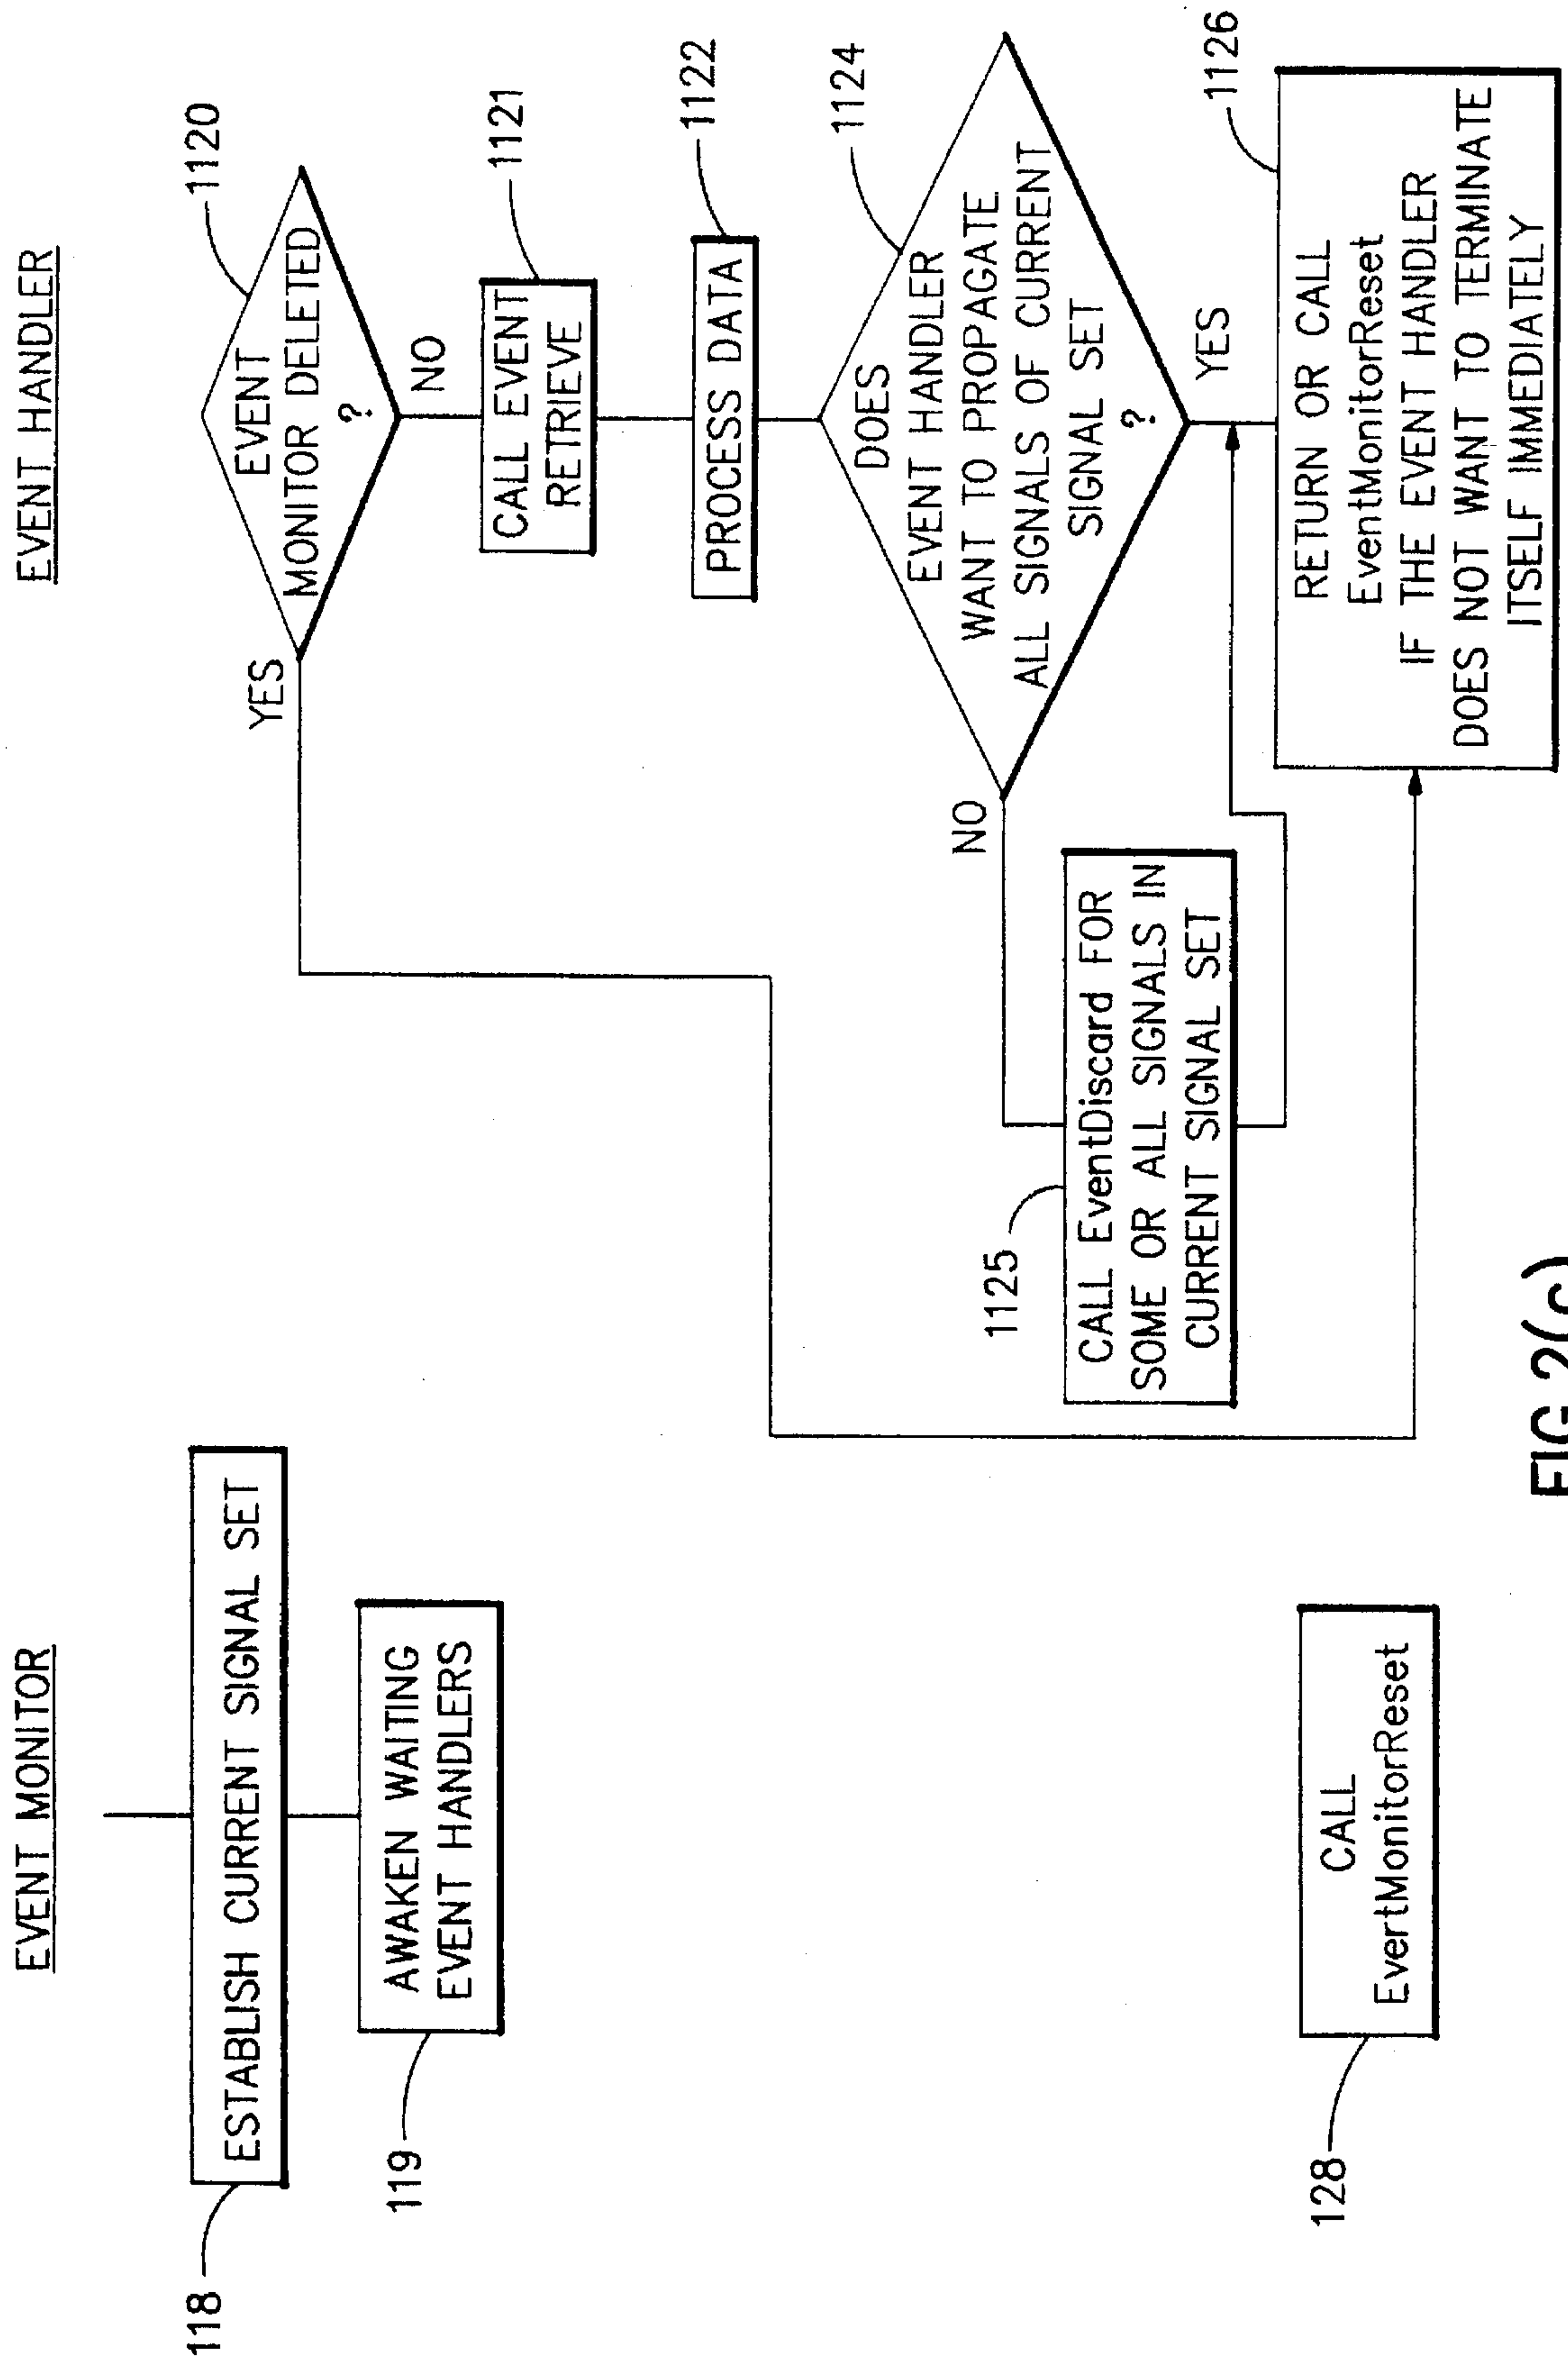 EVENT MONITOR
118
ESTABLISH CURRENT SIGNAL SET
119
AWAKEN WAITING
EVENT HANDLERS
128
CALL
EvertMonitorReset
EVENT HANDLER
1120
EVENT
MONITOR DELETED
?
YES
NO
1121
CALL EVENT
RETRIEVE
1122
PROCESS DATA
1124
DOES
EVENT HANDLER
WANT TO PROPAGATE
ALL SIGNALS OF CURRENT
SIGNAL SET
?
NO
YES
1125
CALL EventDiscard FOR
SOME OR ALL SIGNALS IN
CURRENT SIGNAL SET
1126
RETURN OR CALL
EventMonitorReset
IF THE EVENT HANDLER
DOES NOT WANT TO TERMINATE
ITSELF IMMEDIATELY
FIG.2(c)